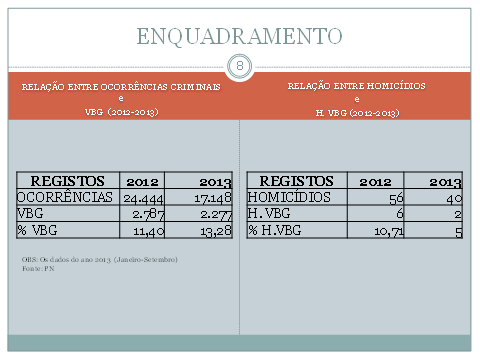 ENQUADRAMENTO
8
RELAÇÃO ENTRE OCORRÊNCIAS CRIMINAIS
e
VBG (2012-2013)
RELAÇÃO ENTRE HOMICÍDIOS
e
H. VBG (2012-2013)
REGISTOS 2012 2013
OCORRÊNCIAS 24.444 17.148
VBG 2.787 2.277
% VBG 11,40 13,28
REGISTOS 2012 2013
HOMICÍDIOS 56 40
H. VBG 6 2
% H.VBG 10,71 5
OBS: Os dados do ano 2013 (Janeiro-Setembro)
Fonte: PN